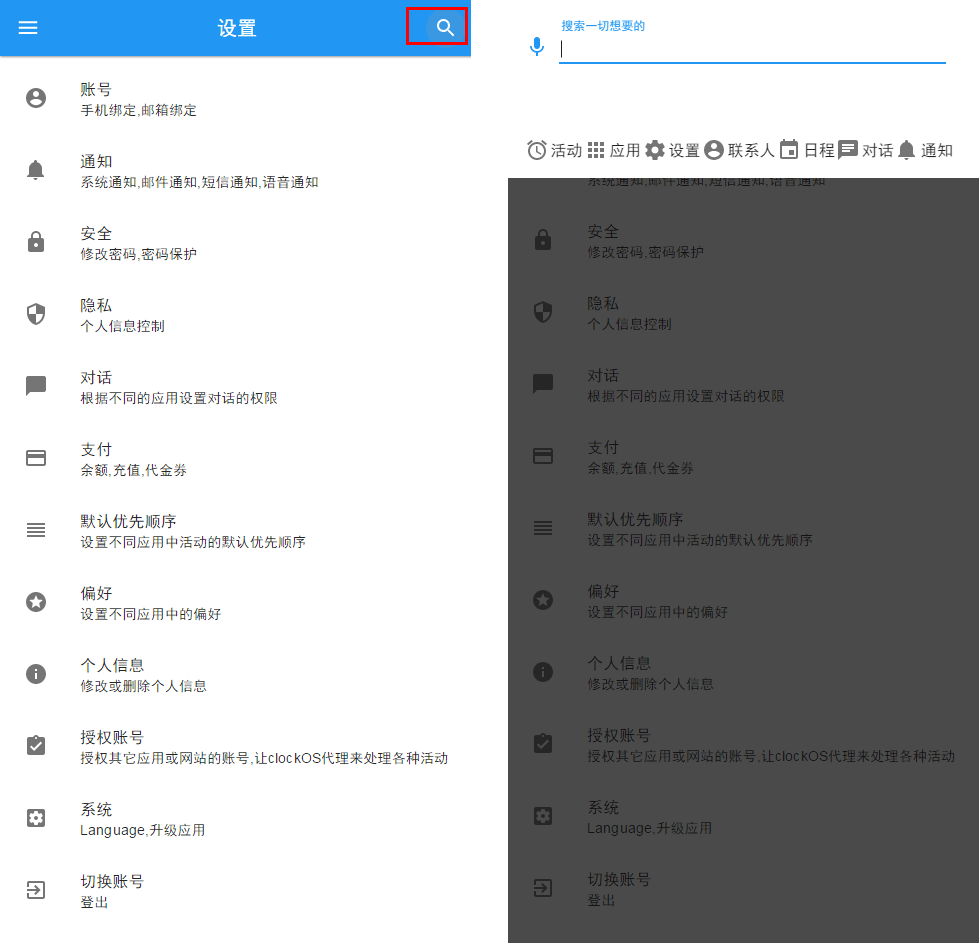 设置
账号
手机绑定,邮箱绑定
通知
系统通知,邮件通知,短信通知,语音通知
安全
修改密码,密码保护
隐私
个人信息控制
对话
根据不同的应用设置对话的权限
支付
余额,充值,代金券
默认优先顺序
设置不同应用中活动的默认优先顺序
偏好
设置不同应用中的偏好
个人信息
修改或删除个人信息
授权账号
授权其它应用或网站的账号,让clockOS代理来处理各种活动
系统
Language,升级应用
切换账号
登出
搜索一切想要的
活动 应用 设置 联系人 日程 对话 通知
系统通知,邮件通知,短信通知,语音通知
安全
修改密码,密码保护
隐私
个人信息控制
对话
根据不同的应用设置对话的权限
支付
余额,充值,代金券
默认优先顺序
设置不同应用中活动的默认优先顺序
偏好
设置不同应用中的偏好
个人信息
修改或删除个人信息
授权账号
授权其它应用或网站的账号,让clockOS代理来处理各种活动
系统
Language,升级应用
切换账号
登出